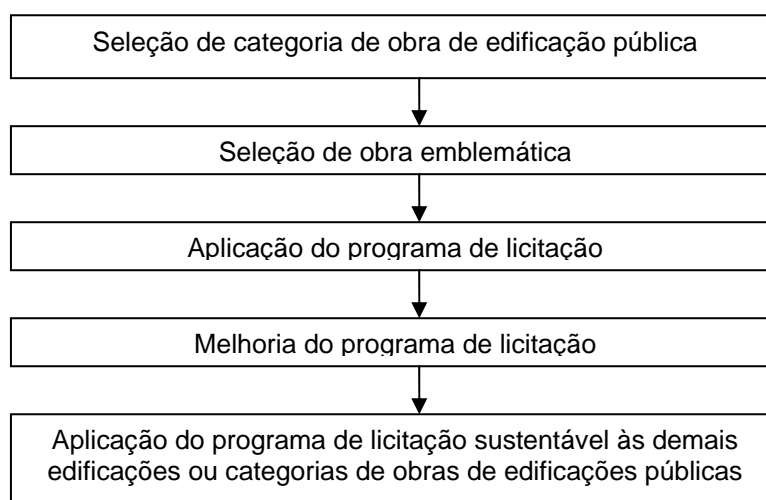 Seleção de categoria de obra de edificação pública
Seleção de obra emblemática
Aplicação do programa de licitação
Melhoria do programa de licitação
Aplicação do programa de licitação sustentável às demais
edificações ou categorias de obras de edificações públicas